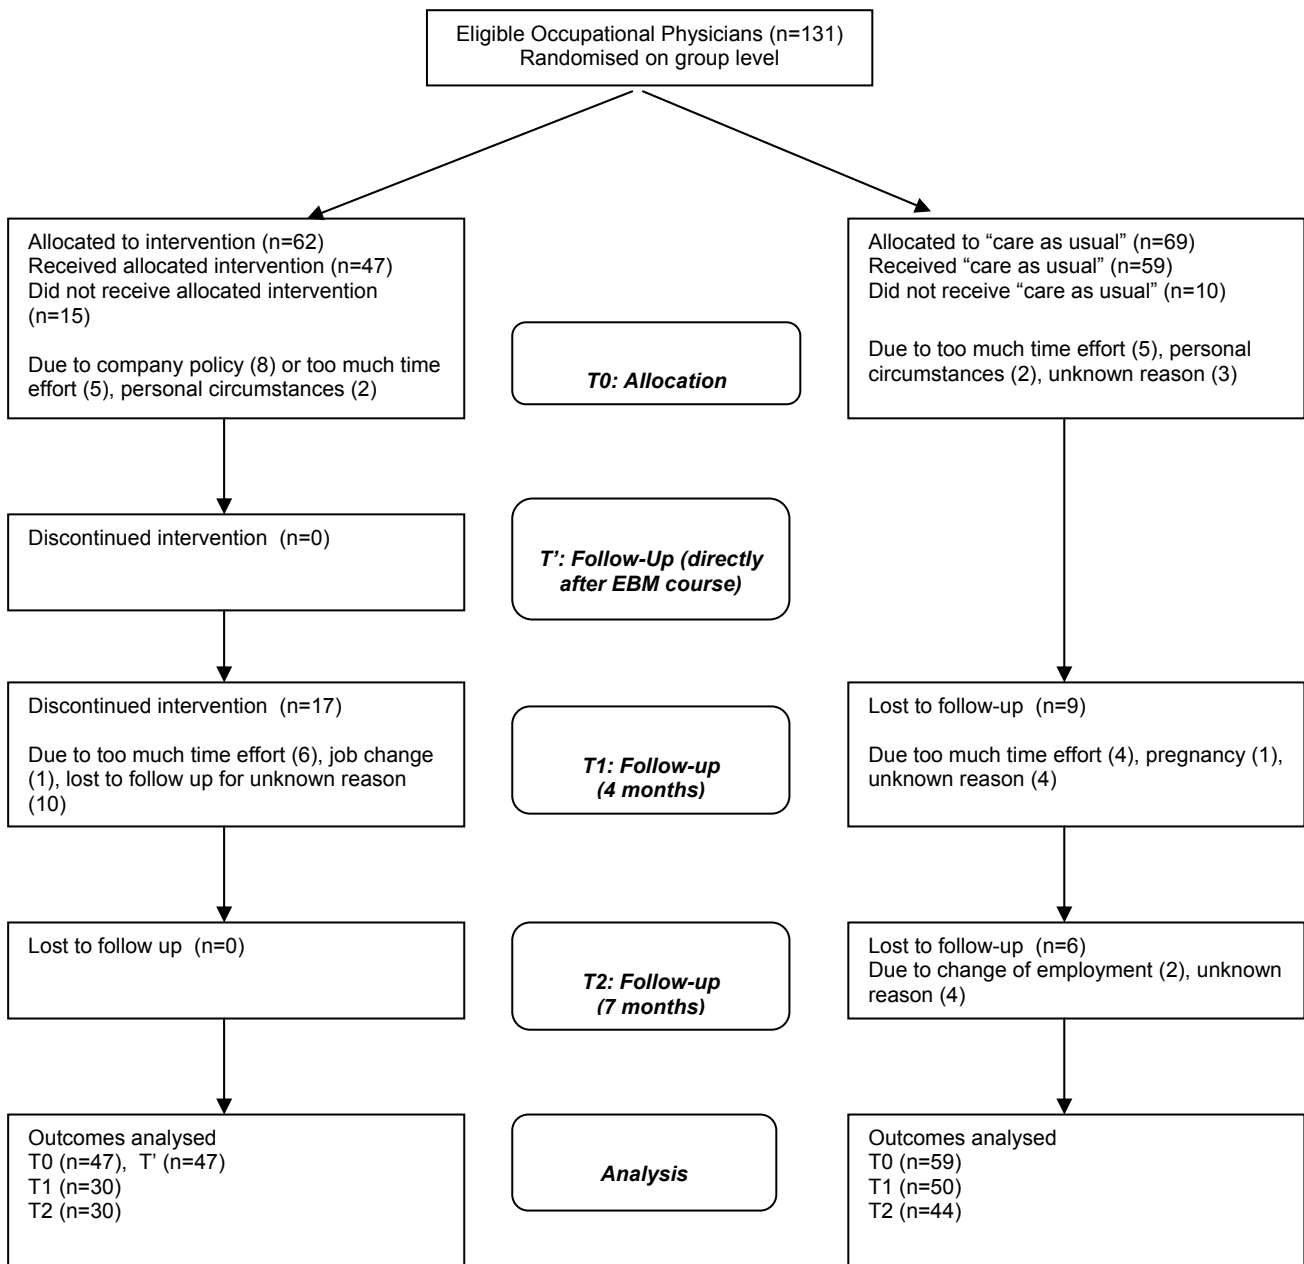 Eligible Occupational Physicians (n=131)
Randomised on group level
Allocated to intervention (n=62)
Received allocated intervention (n=47)
Did not receive allocated intervention
(n=15)
Due to company policy (8) or too much time
effort (5), personal circumstances (2)
T0: Allocation
Allocated to “care as usual” (n=69)
Received “care as usual” (n=59)
Did not receive “care as usual” (n=10)
Due to too much time effort (5), personal
circumstances (2), unknown reason (3)
Discontinued intervention (n=0)
T’: Follow-Up (directly
after EBM course)
Discontinued intervention (n=17)
Due to too much time effort (6), job change
(1), lost to follow up for unknown reason
(10)
T1: Follow-up
(4 months)
Lost to follow-up (n=9)
Due too much time effort (4), pregnancy (1),
unknown reason (4)
Lost to follow up (n=0)
T2: Follow-up
(7 months)
Lost to follow-up (n=6)
Due to change of employment (2), unknown
reason (4)
Outcomes analysed
T0 (n=47), T’ (n=47)
T1 (n=30)
T2 (n=30)
Analysis
Outcomes analysed
T0 (n=59)
T1 (n=50)
T2 (n=44)